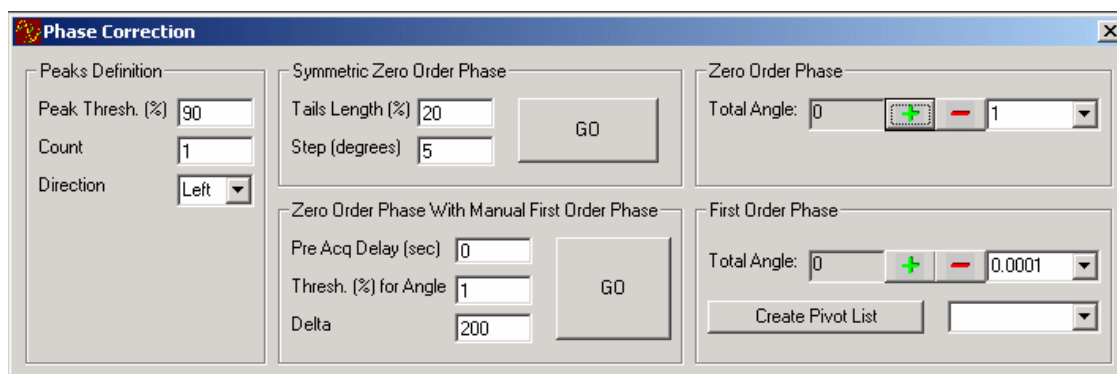 Phase Correction
Peaks Definition
Peak Thresh. (%) 90
Count 1
Direction Left
Symmetric Zero Order Phase
Tails Length (%) 20
Step (degrees) 5
GO
Zero Order Phase With Manual First Order Phase
Pre Acq Delay (sec) 0
Thresh. (%) for Angle 1
Delta 200
GO
Zero Order Phase
Total Angle: 0 1
First Order Phase
Total Angle: 0 0.0001
Create Pivot List